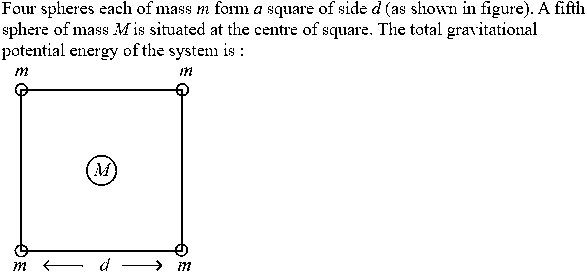 Four spheres each of mass m form a square of side d (as shown in figure). A fifth
sphere of mass M is situated at the centre of square. The total gravitational
potential energy of the system is :
m m
M
m d m